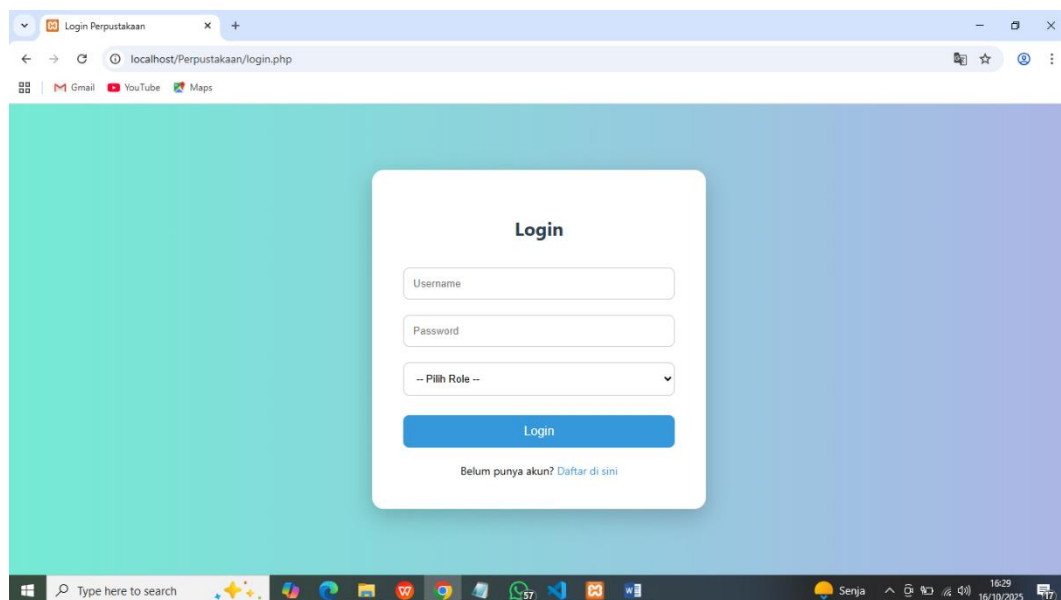 Login Perpustakaan
localhost/Perpustakaan/login.php
Gmail YouTube Maps
Login
Username
Password
-- Pilih Role --
Login
Belum punya akun? Daftar di sini
Type here to search
57
Senja
16:29
16/10/2025
17